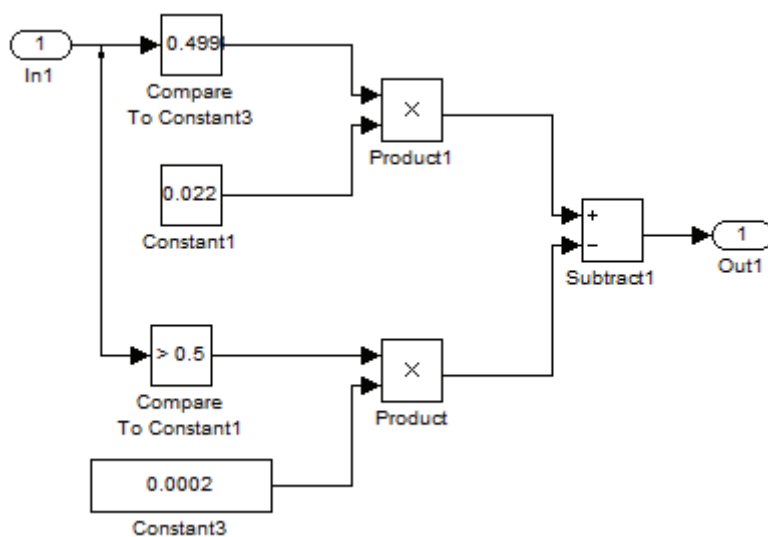 1
In1
0.499
Compare
To Constant3
×
Product1
0.022
Constant1
+
−
Subtract1
1
Out1
> 0.5
Compare
To Constant1
×
Product
0.0002
Constant3